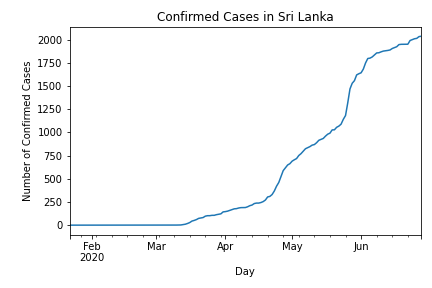 Confirmed Cases in Sri Lanka
Number of Confirmed Cases
2000
1750
1500
1250
1000
750
500
250
0
Feb Mar Apr May Jun
2020
Day